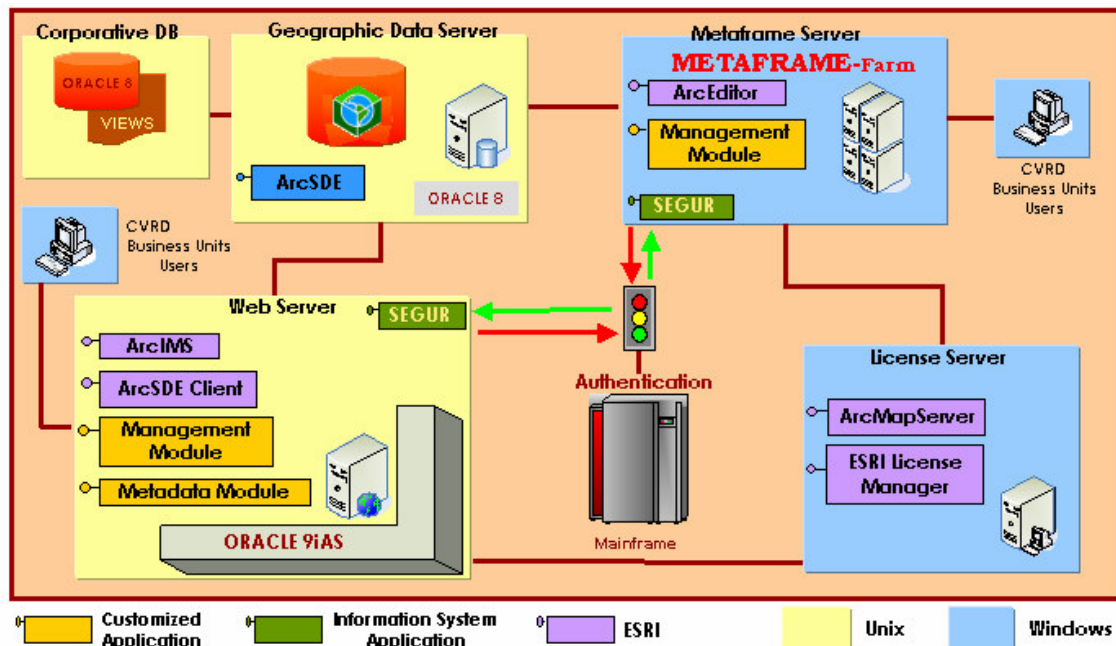 Corporative DB
ORACLE 8
VIEWS
Geographic Data Server
ArcSDE
ORACLE 8
Metaframe Server
METAFRAME-Farm
ArcEditor
Management
Module
SEGUR
CVRD
Business Units
Users
CVRD
Business Units
Users
Web Server
SEGUR
ArcIMS
ArcSDE Client
Management
Module
Metadata Module
ORACLE 9iAS
Authentication
Mainframe
License Server
ArcMapServer
ESRI License
Manager
Customized
Application
Information System
Application
ESRI
Unix
Windows